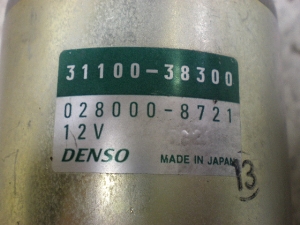 31100-38300
028000-8721
12V
DENSO MADE IN JAPAN
13